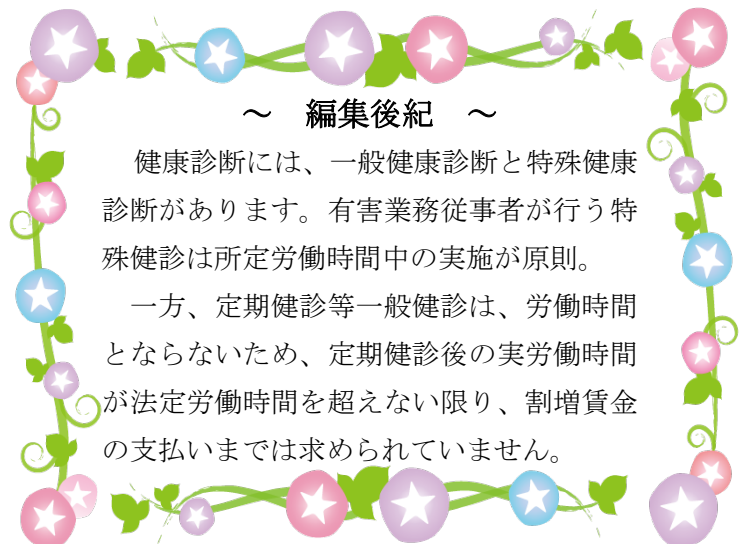 ～ 編集後紀 ～
健康診断には、一般健康診断と特殊健康
診断があります。有害業務従事者が行う特
殊健診は所定労働時間中の実施が原則。
一方、定期健診等一般健診は、労働時間
とならないため、定期健診後の実労働時間
が法定労働時間を超えない限り、割増賃金
の支払いまでは求められていません。